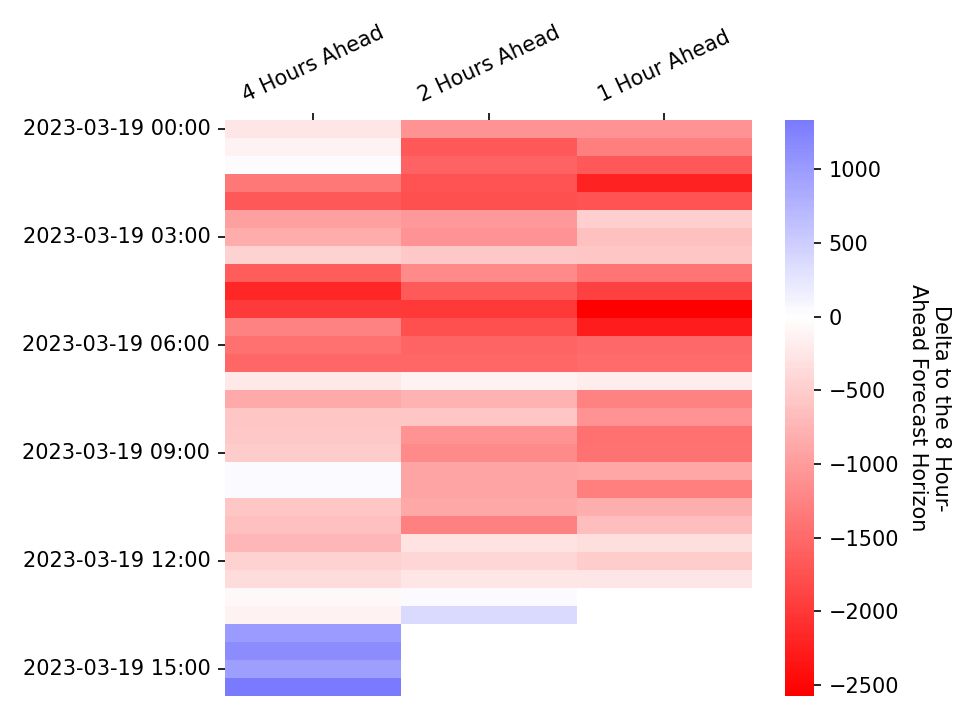 4 Hours Ahead
2 Hours Ahead
1 Hour Ahead
2023-03-19 00:00
2023-03-19 03:00
2023-03-19 06:00
2023-03-19 09:00
2023-03-19 12:00
2023-03-19 15:00
1000
500
0
−500
−1000
−1500
−2000
−2500
Delta to the 8 Hour-
Ahead Forecast Horizon